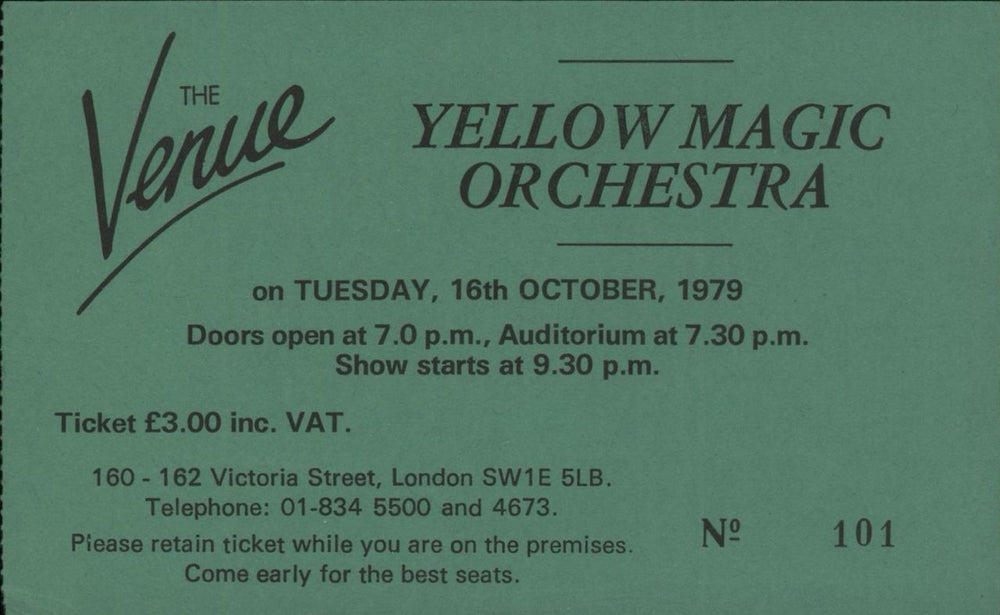 THE
Venue
YELLOW MAGIC
ORCHESTRA
on TUESDAY, 16th OCTOBER, 1979
Doors open at 7.0 p.m., Auditorium at 7.30 p.m.
Show starts at 9.30 p.m.
Ticket £3.00 inc. VAT.
160 - 162 Victoria Street, London SW1E 5LB.
Telephone: 01-834 5500 and 4673.
Please retain ticket while you are on the premises.
Come early for the best seats.
Nº 101